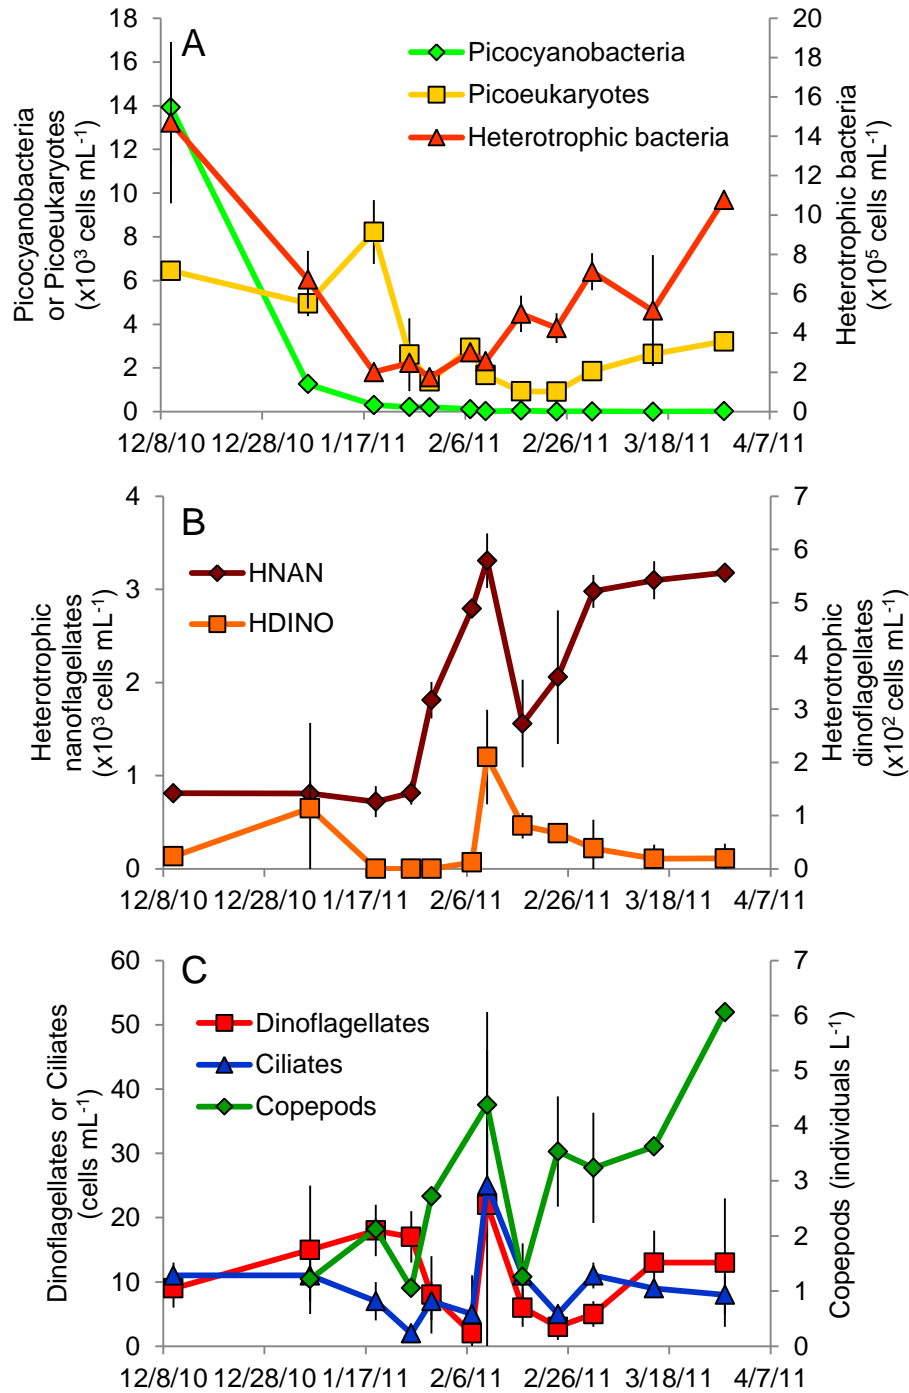 A
Picocyanobacteria
Picoeukaryotes
Heterotrophic bacteria
Picocyanobacteria
or Picoeukaryotes
(x10³ cells mL⁻¹)
18
16
14
12
10
8
6
4
2
0
Heterotrophic bacteria
(x10⁵ cells mL⁻¹)
20
18
16
14
12
10
8
6
4
2
0
12/8/10 12/28/10 1/17/11 2/6/11 2/26/11 3/18/11 4/7/11
B
HNAN
HDINO
Heterotrophic
nanoflagellates
(x10³ cells mL⁻¹)
4
3
2
1
0
Heterotrophic
dinoflagellates
(x10² cells mL⁻¹)
7
6
5
4
3
2
1
0
12/8/10 12/28/10 1/17/11 2/6/11 2/26/11 3/18/11 4/7/11
C
Dinoflagellates
Ciliates
Copepods
Dinoflagellates or Ciliates
(cells mL⁻¹)
60
50
40
30
20
10
0
Copepods (individuals L⁻¹)
7
6
5
4
3
2
1
0
12/8/10 12/28/10 1/17/11 2/6/11 2/26/11 3/18/11 4/7/11